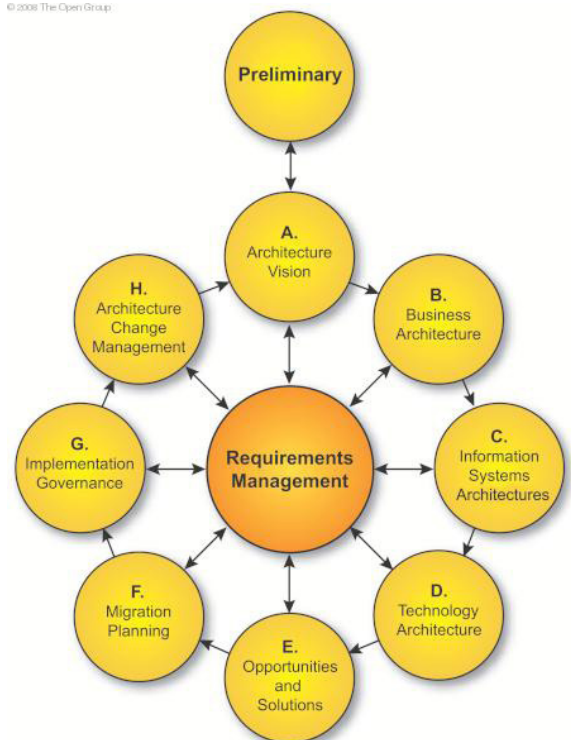 © 2008 The Open Group
Preliminary
A.
Architecture
Vision
B.
Business
Architecture
C.
Information
Systems
Architectures
D.
Technology
Architecture
E.
Opportunities
and
Solutions
F.
Migration
Planning
G.
Implementation
Governance
H.
Architecture
Change
Management
Requirements
Management